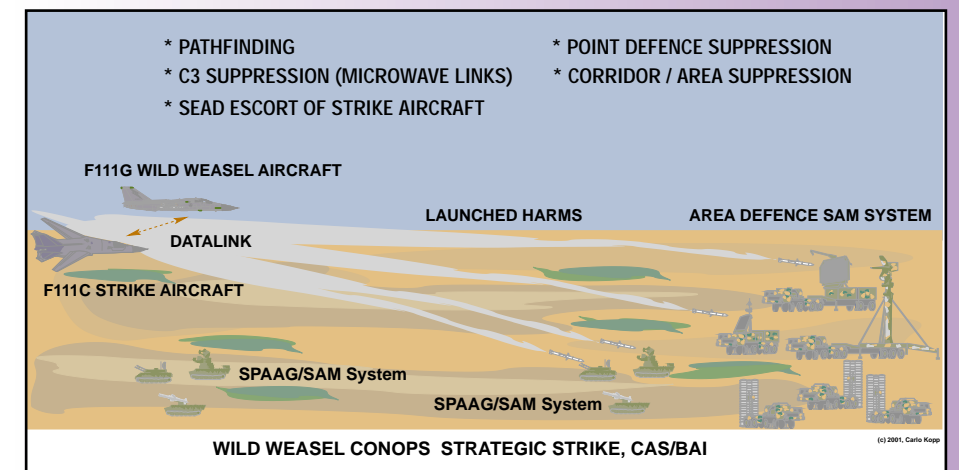 * PATHFINDING
* C3 SUPPRESSION (MICROWAVE LINKS)
* SEAD ESCORT OF STRIKE AIRCRAFT
* POINT DEFENCE SUPPRESSION
* CORRIDOR / AREA SUPPRESSION
F111G WILD WEASEL AIRCRAFT
LAUNCHED HARMS
AREA DEFENCE SAM SYSTEM
DATALINK
F111C STRIKE AIRCRAFT
SPAAG/SAM System
SPAAG/SAM System
WILD WEASEL CONOPS STRATEGIC STRIKE, CAS/BAI
(c) 2001, Carlo Kopp